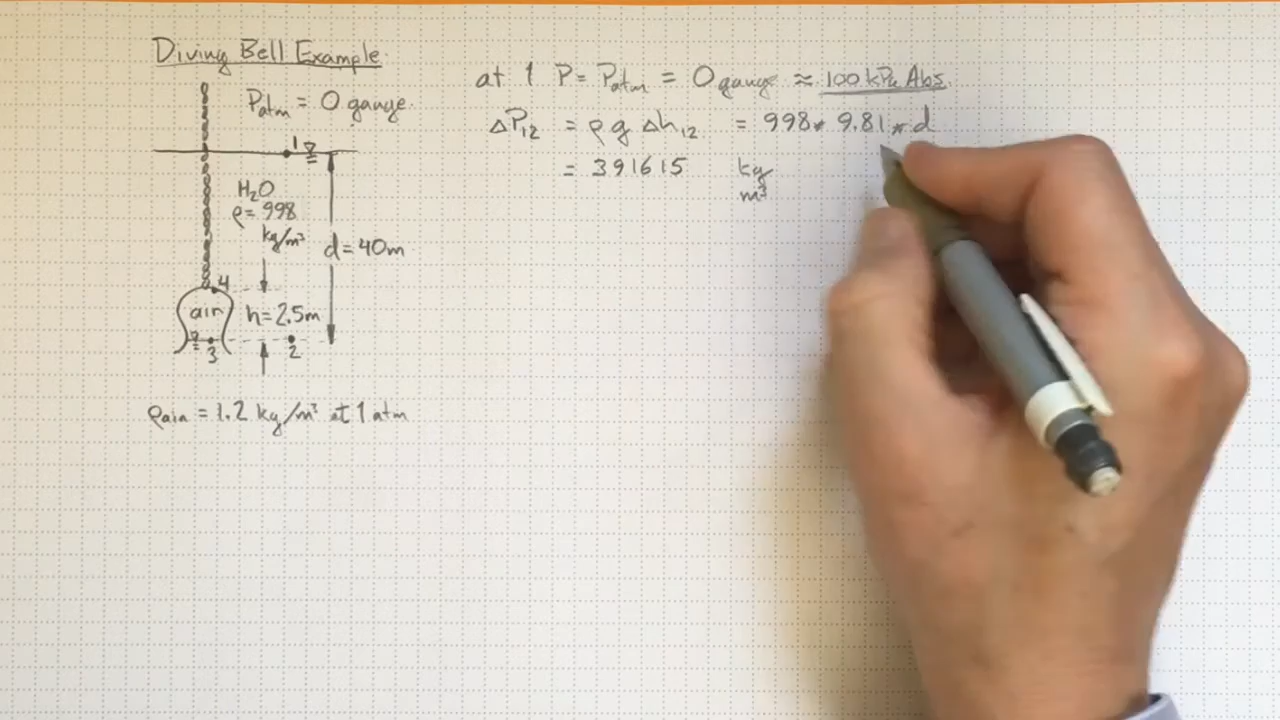 Diving Bell Example
Patm = 0 gauge
1
H₂O
ρ = 998
kg/m³
d = 40m
4
air
h = 2.5m
3
2
ρair = 1.2 kg/m³ at 1 atm
at 1 P = Patm = 0 gauge ≈ 100 kPa Abs.
ΔP₁₂ = ρ g Δh₁₂ = 998 * 9.81 * d
= 391615 kg
m³